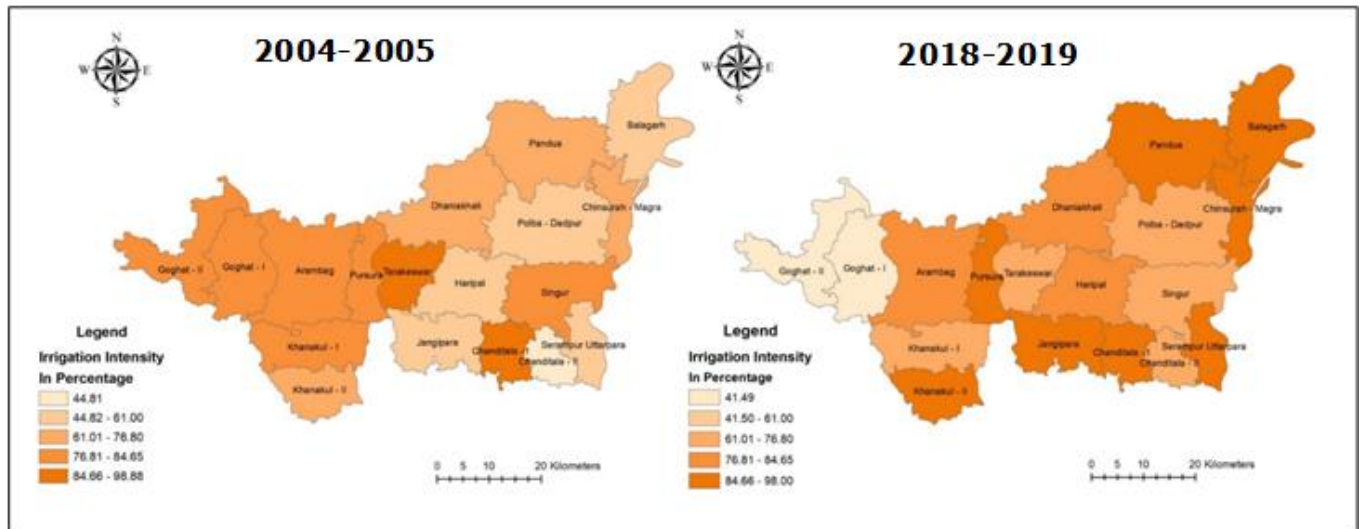 2004-2005
N
W E
S
Balagarh
Pandua
Dhaniakhali
Chinsurah - Magra
Polba - Dadpur
Goghat - II
Goghat - I
Arambag
Pursura
Tarakeswar
Haripal
Singur
Khanakul - I
Jangipara
Chanditala - I
Serampur Uttarpara
Chanditala - II
Khanakul - II
Legend
Irrigation Intensity
In Percentage
44.81
44.82 - 61.00
61.01 - 76.80
76.81 - 84.65
84.66 - 98.88
0 5 10 20 Kilometers
2018-2019
N
W E
S
Balagarh
Pandua
Dhaniakhali
Chinsurah - Magra
Polba - Dadpur
Goghat - II
Goghat - I
Arambag
Pursura
Tarakeswar
Haripal
Singur
Khanakul - I
Jangipara
Chanditala - I
Serampur Uttarpara
Chanditala - II
Khanakul - II
Legend
Irrigation Intensity
In Percentage
41.49
41.50 - 61.00
61.01 - 76.80
76.81 - 84.65
84.66 - 98.00
0 5 10 20 Kilometers